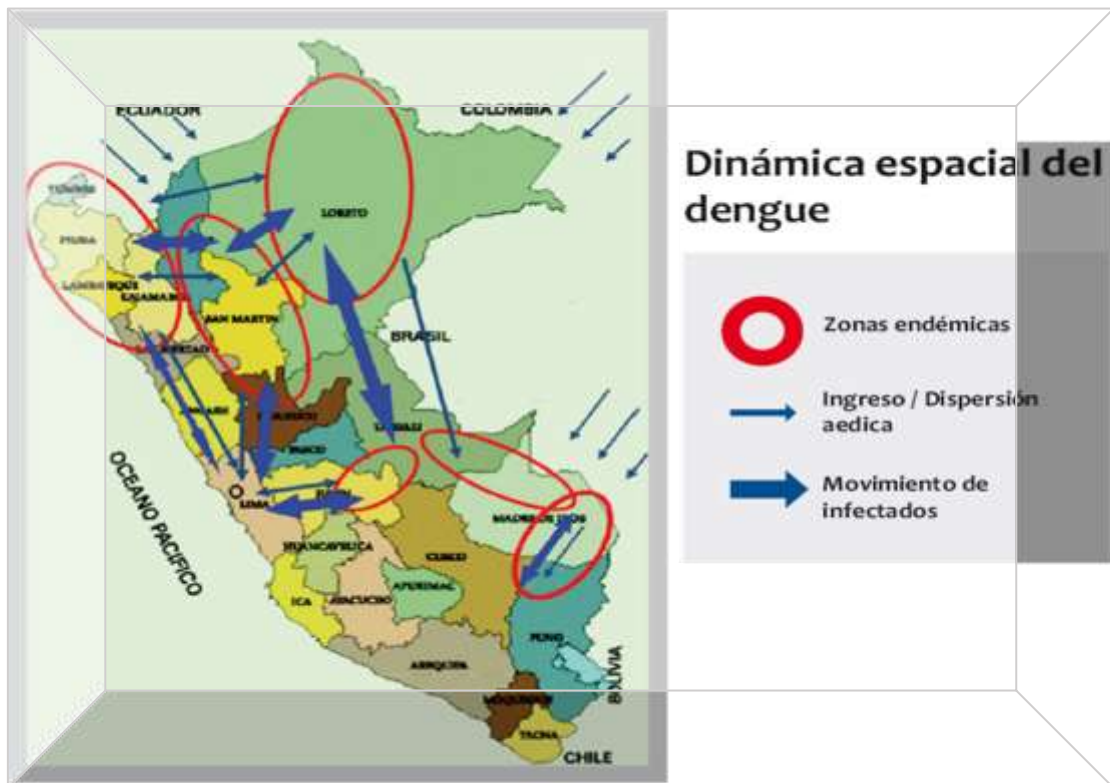 ECUADOR
COLOMBIA
TUMBES
LORETO
PIURA
LAMBAYEQUE
CAJAMARCA
SAN MARTIN
BRASIL
ANCASH
PASCO
LIMA
JUNIN
MADRE DE DIOS
HUANCAVELICA
CUSCO
OCEANO PACIFICO
ICA
AYACUCHO
APURIMAC
PUNO
AREQUIPA
BOLIVIA
MOQUEGUA
TACNA
CHILE
Dinámica espacial del
dengue
Zonas endémicas
Ingreso / Dispersión
aedica
Movimiento de
infectados